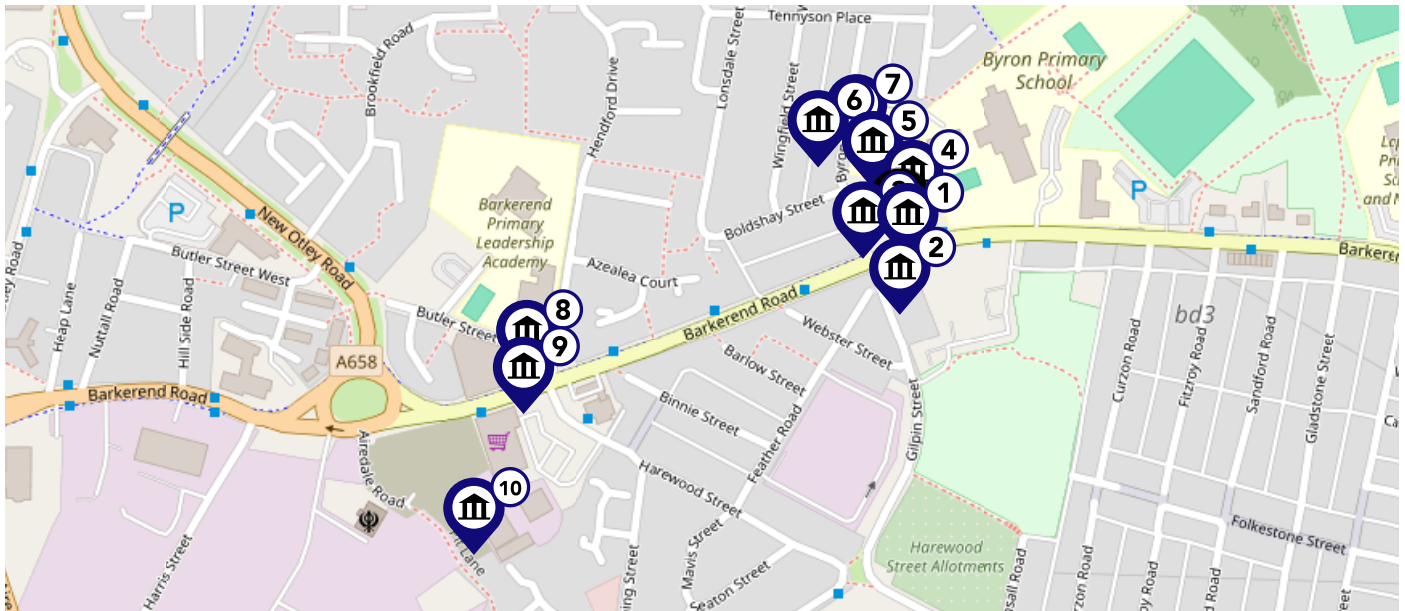 Tennyson Place
Brookfield Road
Hendford Drive
Lonsdale Street
Wingfield Street
Byron Primary
School
7
6
5
4
1
2
P
P
New Otley Road
Barkerend
Primary
Leadership
Academy
Boldshay Street
Butler Street West
Azealea Court
Heap Lane
Nuttall Road
Hill Side Road
Butler Street
8
9
A658
Barkerend Road
Barkerend Road
Webster Street
Barlow Street
Binnie Street
bd3
Curzon Road
Fitzroy Road
Sandford Road
Gladstone Street
Gilpin Street
Feather Road
Airedale Road
Harewood Street
10
Harris Street
Mavis Street
Seaton Street
Harewood
Street Allotments
Folkestone Street